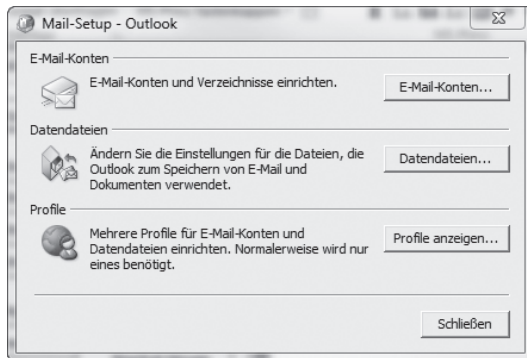 Mail-Setup - Outlook
E-Mail-Konten
E-Mail-Konten und Verzeichnisse einrichten.
E-Mail-Konten...
Datendateien
Ändern Sie die Einstellungen für die Dateien, die
Outlook zum Speichern von E-Mail und
Dokumenten verwendet.
Datendateien...
Profile
Mehrere Profile für E-Mail-Konten und
Datendateien einrichten. Normalerweise wird nur
eines benötigt.
Profile anzeigen...
Schließen